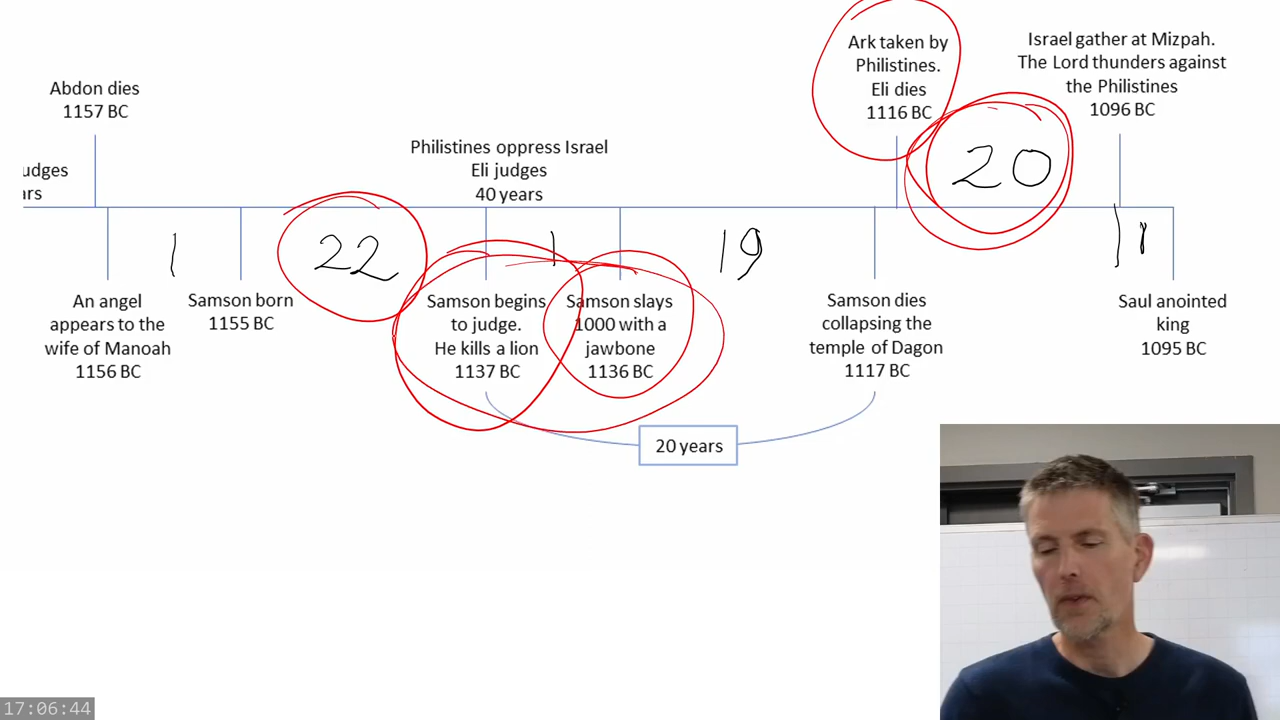 Abdon dies
1157 BC
udges
rs
Philistines oppress Israel
Eli judges
40 years
Ark taken by
Philistines.
Eli dies
1116 BC
Israel gather at Mizpah.
The Lord thunders against
the Philistines
1096 BC
20
1
22
1
19
1
An angel
appears to the
wife of Manoah
1156 BC
Samson born
1155 BC
Samson begins
to judge.
He kills a lion
1137 BC
Samson slays
1000 with a
jawbone
1136 BC
Samson dies
collapsing the
temple of Dagon
1117 BC
Saul anointed
king
1095 BC
20 years
17:06:44